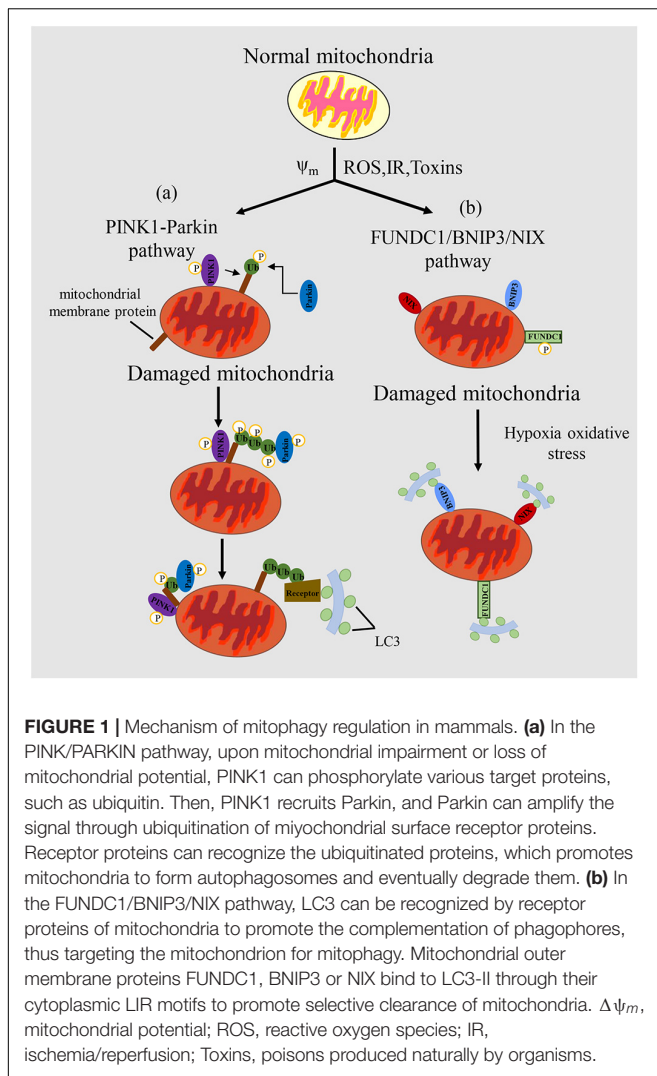 Normal mitochondria
Ψm ROS,IR,Toxins
(a)
PINK1-Parkin
pathway
(b)
FUNDC1/BNIP3/NIX
pathway
P
PINK1
P
Ub
Parkin
mitochondrial
membrane protein
NIX
BNIP3
FUNDC1
P
Damaged mitochondria
Damaged mitochondria
P
PINK1
P
P
Ub
Ub
Ub
P
Parkin
P
Hypoxia oxidative
stress
BNIP3
NIX
FUNDC1
P
Ub
P
Parkin
PINK1
P
Ub
Ub
Ub
Receptor
LC3
FIGURE 1 | Mechanism of mitophagy regulation in mammals. (a) In the
PINK/PARKIN pathway, upon mitochondrial impairment or loss of
mitochondrial potential, PINK1 can phosphorylate various target proteins,
such as ubiquitin. Then, PINK1 recruits Parkin, and Parkin can amplify the
signal through ubiquitination of miyochondrial surface receptor proteins.
Receptor proteins can recognize the ubiquitinated proteins, which promotes
mitochondria to form autophagosomes and eventually degrade them. (b) In
the FUNDC1/BNIP3/NIX pathway, LC3 can be recognized by receptor
proteins of mitochondria to promote the complementation of phagophores,
thus targeting the mitochondrion for mitophagy. Mitochondrial outer
membrane proteins FUNDC1, BNIP3 or NIX bind to LC3-II through their
cytoplasmic LIR motifs to promote selective clearance of mitochondria. Δψm,
mitochondrial potential; ROS, reactive oxygen species; IR,
ischemia/reperfusion; Toxins, poisons produced naturally by organisms.